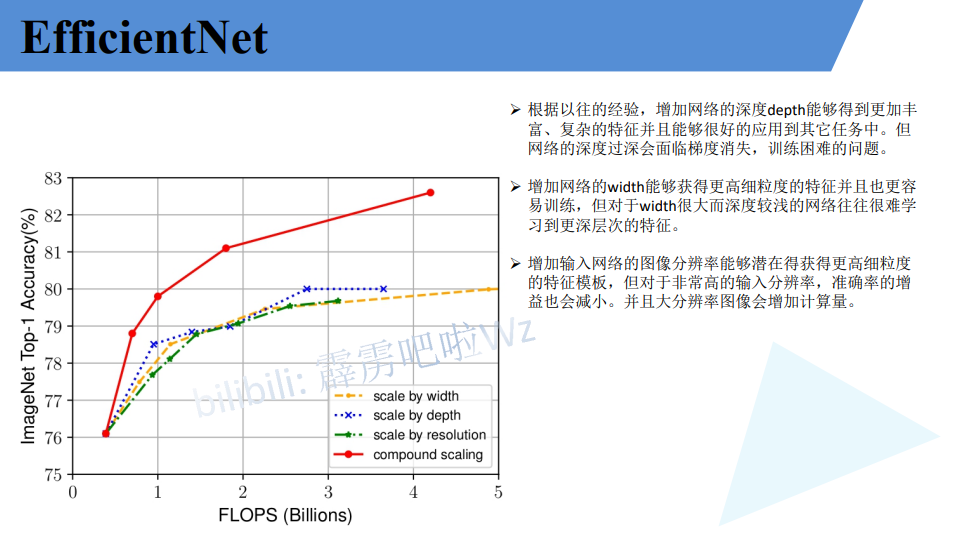 EfficientNet
➢ 根据以往的经验，增加网络的深度depth能够得到更加丰
富、复杂的特征并且能够很好的应用到其它任务中。但
网络的深度过深会面临梯度消失，训练困难的问题。
➢ 增加网络的width能够获得更高细粒度的特征并且也更容
易训练，但对于width很大而深度较浅的网络往往很难学
习到更深层次的特征。
➢ 增加输入网络的图像分辨率能够潜在得获得更高细粒度
的特征模板，但对于非常高的输入分辨率，准确率的增
益也会减小。并且大分辨率图像会增加计算量。
ImageNet Top-1 Accuracy(%)
83
82
81
80
79
78
77
76
75
0 1 2 3 4 5
FLOPS (Billions)
scale by width
scale by depth
scale by resolution
compound scaling
bilibili: 霹雳吧啦Wz